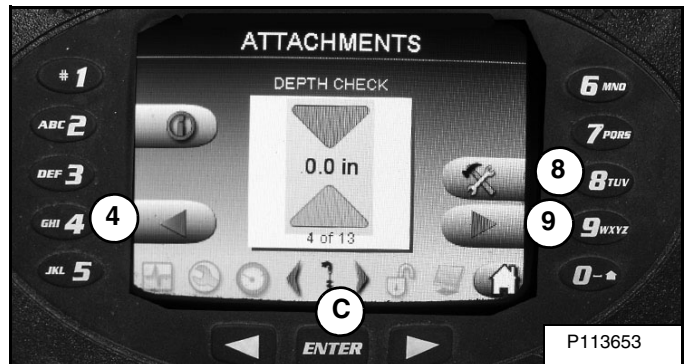 ATTACHMENTS
DEPTH CHECK
0.0 in
4 of 13
# 1
ABC 2
DEF 3
GHI 4
JKL 5
6 MNO
7 PQRS
8 TUV
9 WXYZ
0
4
8
9
C
ENTER
P113653